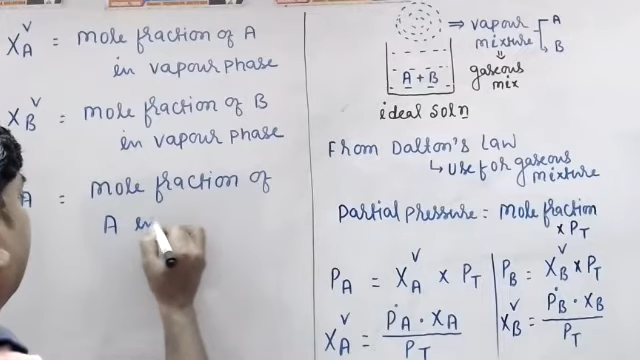 X_A^V = mole fraction of A
in vapour phase
X_B^V = mole fraction of B
in vapour phase
A = mole fraction of
A in
⇒ vapour
mixture
A
B
⇓
gaseous
mix
A + B
ideal soln
From Dalton's Law
↳ use for gaseous
mixture
Partial pressure = mole fraction
× P_T
P_A = X_A^V × P_T
X_A^V = P°_A · X_A / P_T
P_B = X_B^V × P_T
X_B^V = P°_B · X_B / P_T